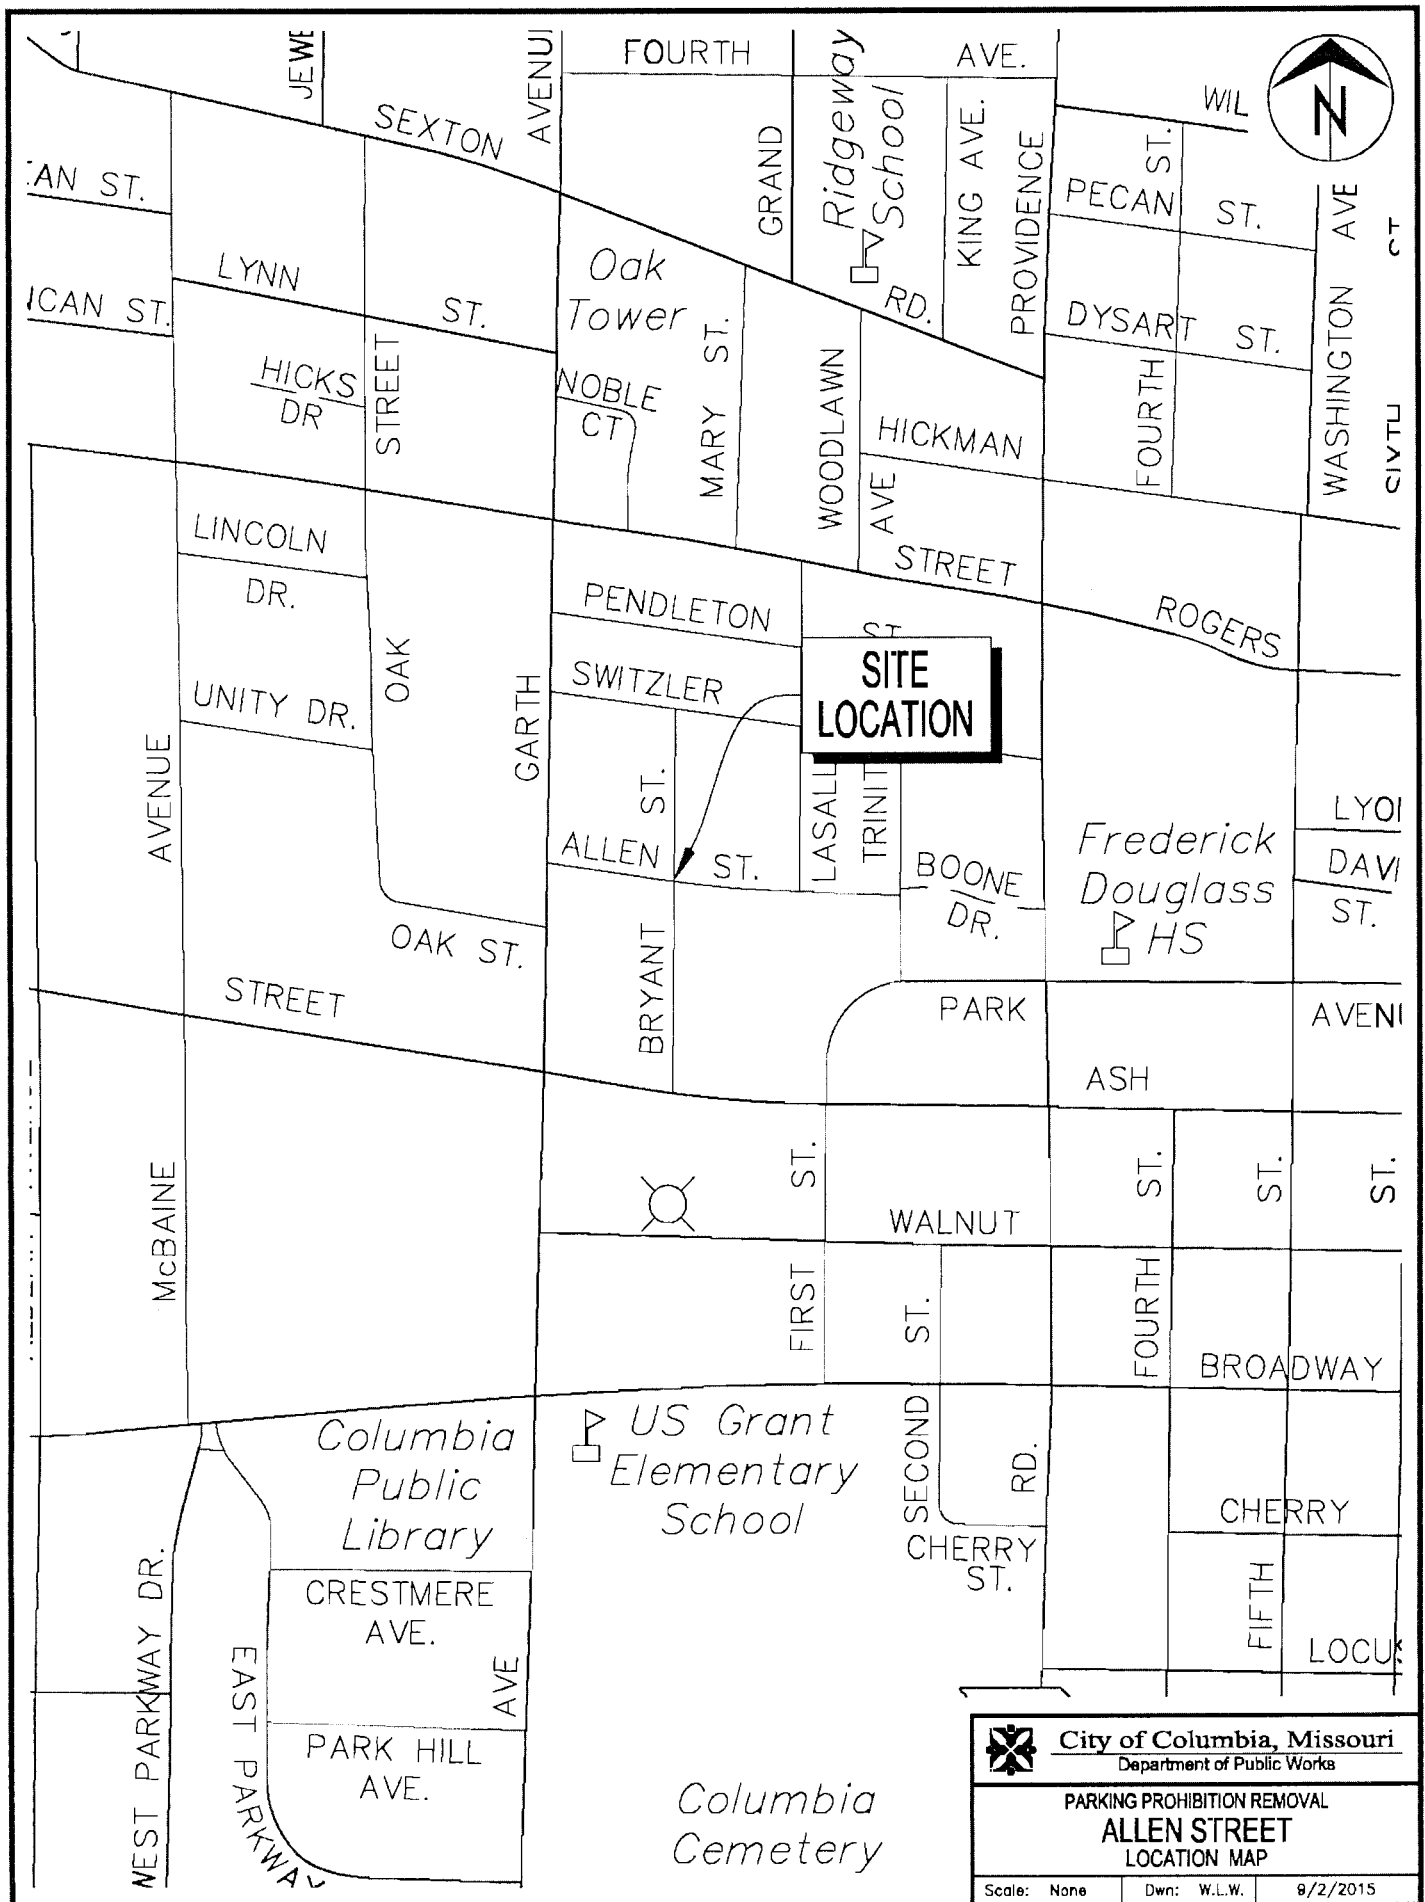 JEWE
AVENU
FOURTH
AVE.
Ridgeway
School
GRAND
KING AVE.
PROVIDENCE
WIL
N
SEXTON
RD.
AN ST.
PECAN
ST.
ST.
WASHINGTON AVE
CT
LYNN
ST.
Oak
Tower
ICAN ST.
DYSART
ST.
FOURTH
HICKS
DR
STREET
NOBLE
CT
MARY ST.
WOODLAWN
AVE
HICKMAN
LINCOLN
DR.
STREET
ROGERS
PENDLETON
ST
SITE
LOCATION
OAK
UNITY DR.
GARTH
SWITZLER
AVENUE
ST.
LASALL
TRINIT
LYO
ALLEN
ST.
BOONE
DR.
Frederick
Douglass
HS
DAVI
ST.
OAK ST.
BRYANT
STREET
PARK
AVEN
ASH
McBAINE
ST.
ST.
ST.
ST.
WALNUT
FIRST
ST.
FOURTH
BROADWAY
Columbia
Public
Library
US Grant
Elementary
School
SECOND
RD.
CHERRY
CHERRY
ST.
FIFTH
CRESTMERE
AVE.
WEST PARKWAY DR.
EAST PARKWAY
AVE
LOCUS
PARK HILL
AVE.
Columbia
Cemetery
City of Columbia, Missouri
Department of Public Works
PARKING PROHIBITION REMOVAL
ALLEN STREET
LOCATION MAP
Scale: None Dwn: W.L.W. 9/2/2015